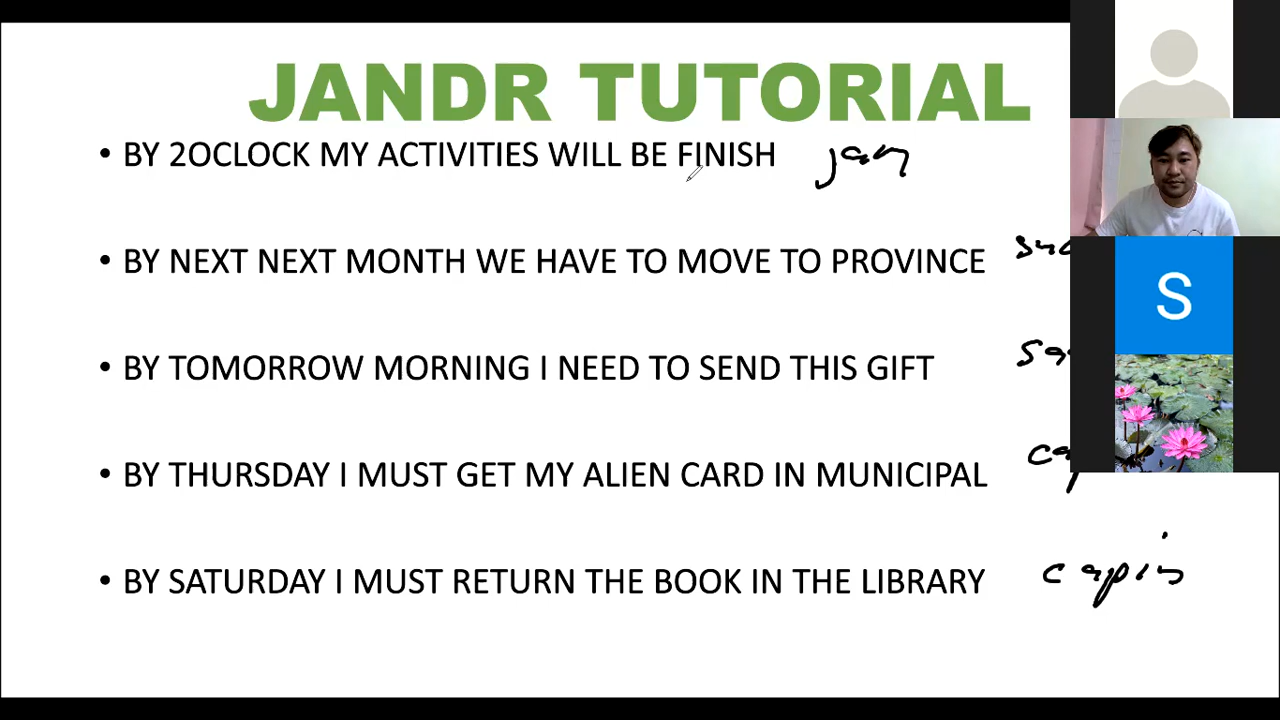 JANDR TUTORIAL
• BY 2OCLOCK MY ACTIVITIES WILL BE FINISH jan
• BY NEXT NEXT MONTH WE HAVE TO MOVE TO PROVINCE
S
• BY TOMORROW MORNING I NEED TO SEND THIS GIFT
• BY THURSDAY I MUST GET MY ALIEN CARD IN MUNICIPAL
• BY SATURDAY I MUST RETURN THE BOOK IN THE LIBRARY